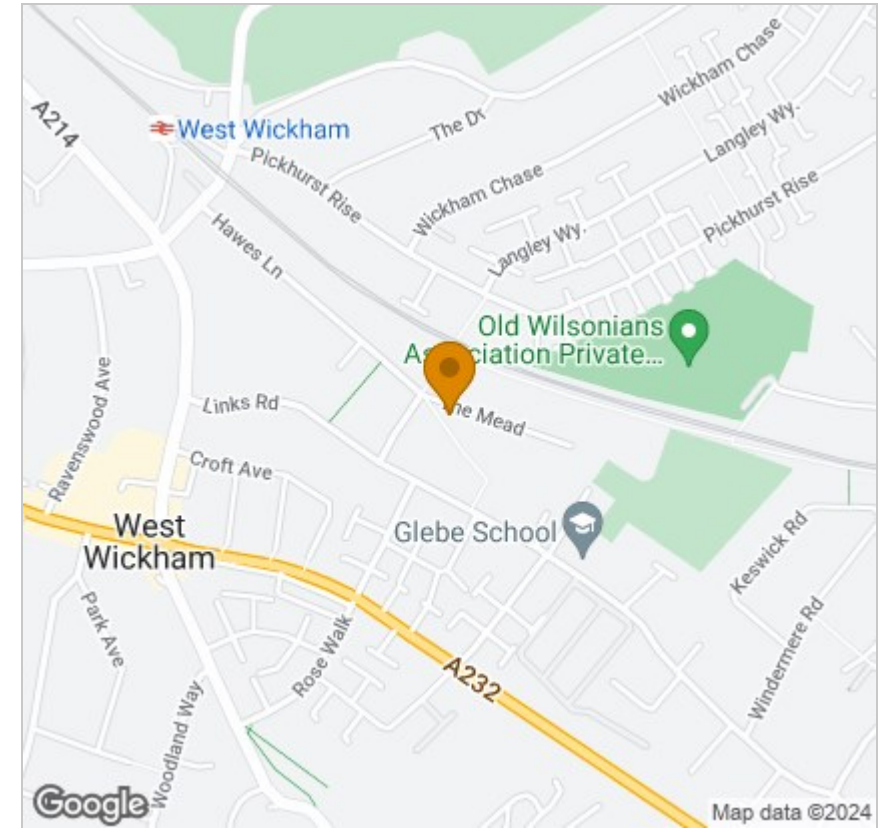 A214
West Wickham
The Dr
Wickham Chase
Pickhurst Rise
Wickham Chase
Langley Wy.
Pickhurst Rise
Langley Wy.
Hawes Ln
Old Wilsonians
Association Private...
The Mead
Ravenswood Ave
Links Rd
Croft Ave
West
Wickham
Glebe School
Keswick Rd
Windermere Rd
Park Ave
Rose Walk
A232
Woodland Way
Google
Map data ©2024